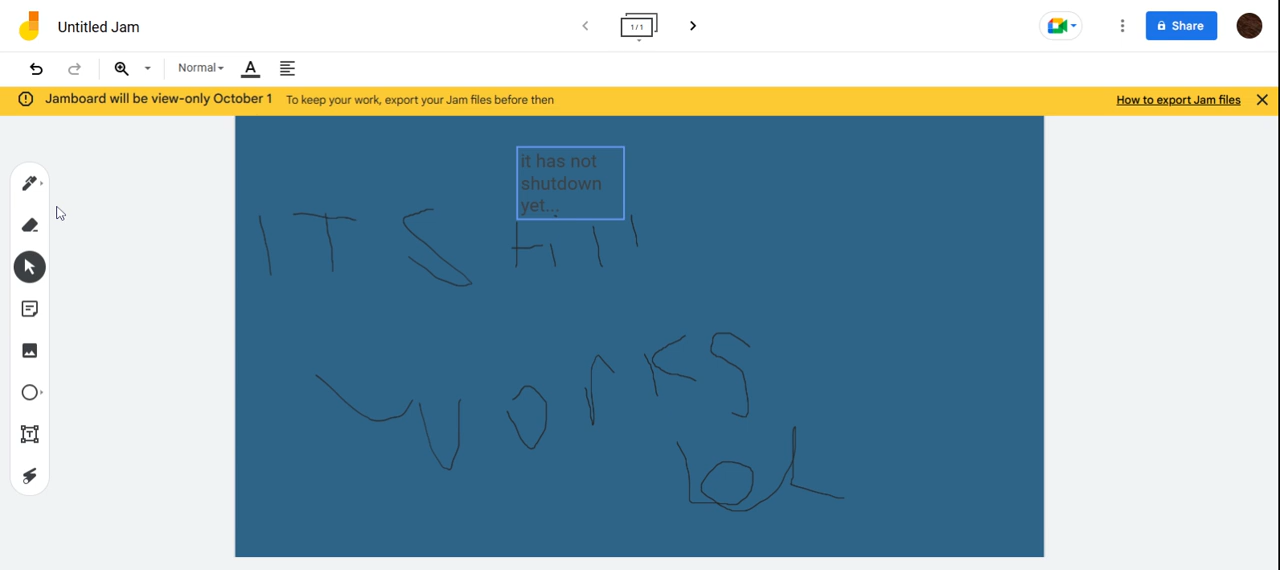 Untitled Jam
1/1
Share
Normal
A
Jamboard will be view-only October 1 To keep your work, export your Jam files before then How to export Jam files
it has not
shutdown
yet...
IT STill
WOrKS
LOL